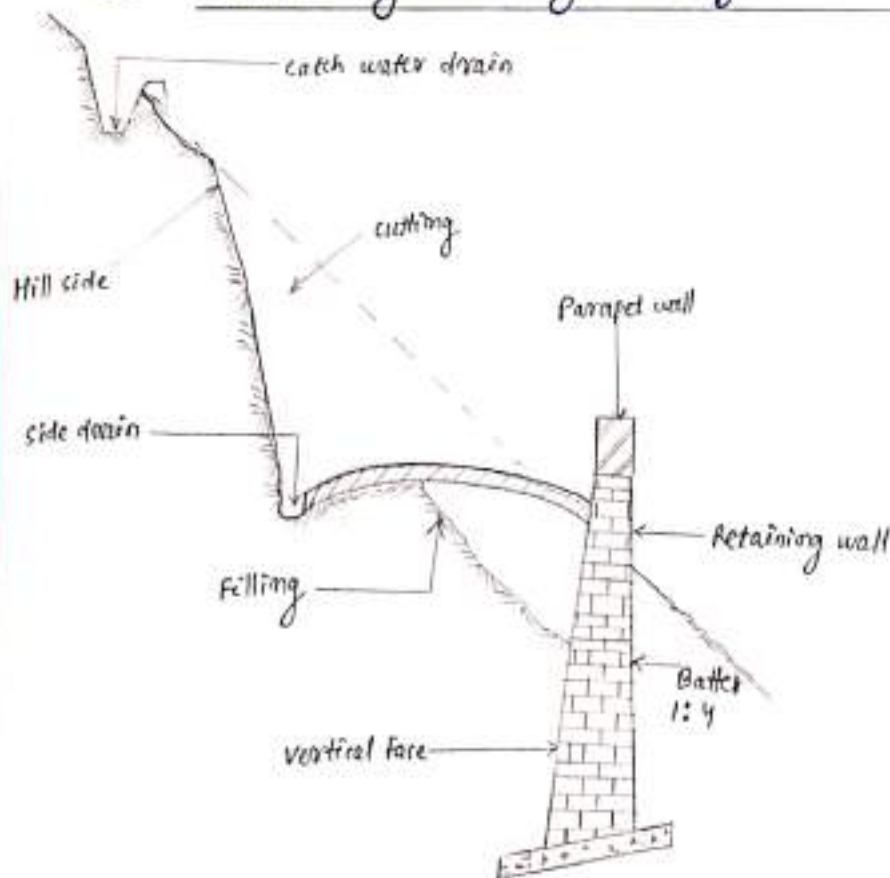 catch water drain
cutting
Hill side
Parapet wall
side drain
Retaining wall
Filling
Batter
1:4
vertical Face